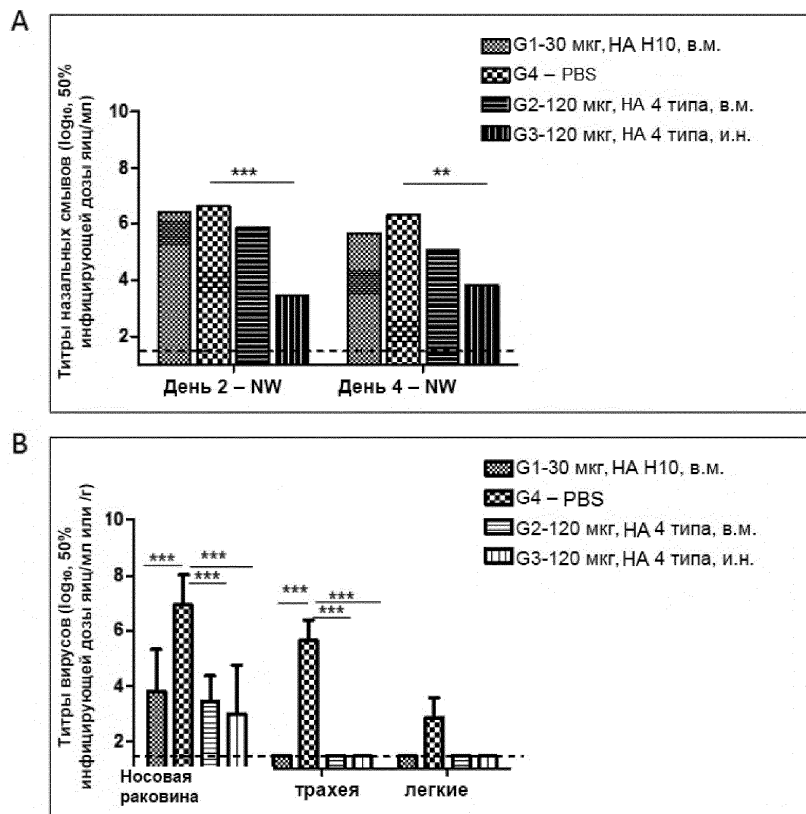 A
G1-30 мкг, НА Н10, в.м.
G4 – PBS
G2-120 мкг, НА 4 типа, в.м.
G3-120 мкг, НА 4 типа, и.н.
Титры назальных смывов (log₁₀, 50%
инфицирующей дозы яиц/мл)
10
8
6
4
2
***
**
День 2 – NW
День 4 – NW
B
G1-30 мкг, НА Н10, в.м.
G4 – PBS
G2-120 мкг, НА 4 типа, в.м.
G3-120 мкг, НА 4 типа, и.н.
Титры вирусов (log₁₀, 50%
инфицирующей дозы яиц/мл или /г)
10
8
6
4
2
***
***
***
***
***
***
Носовая
раковина
трахея
легкие